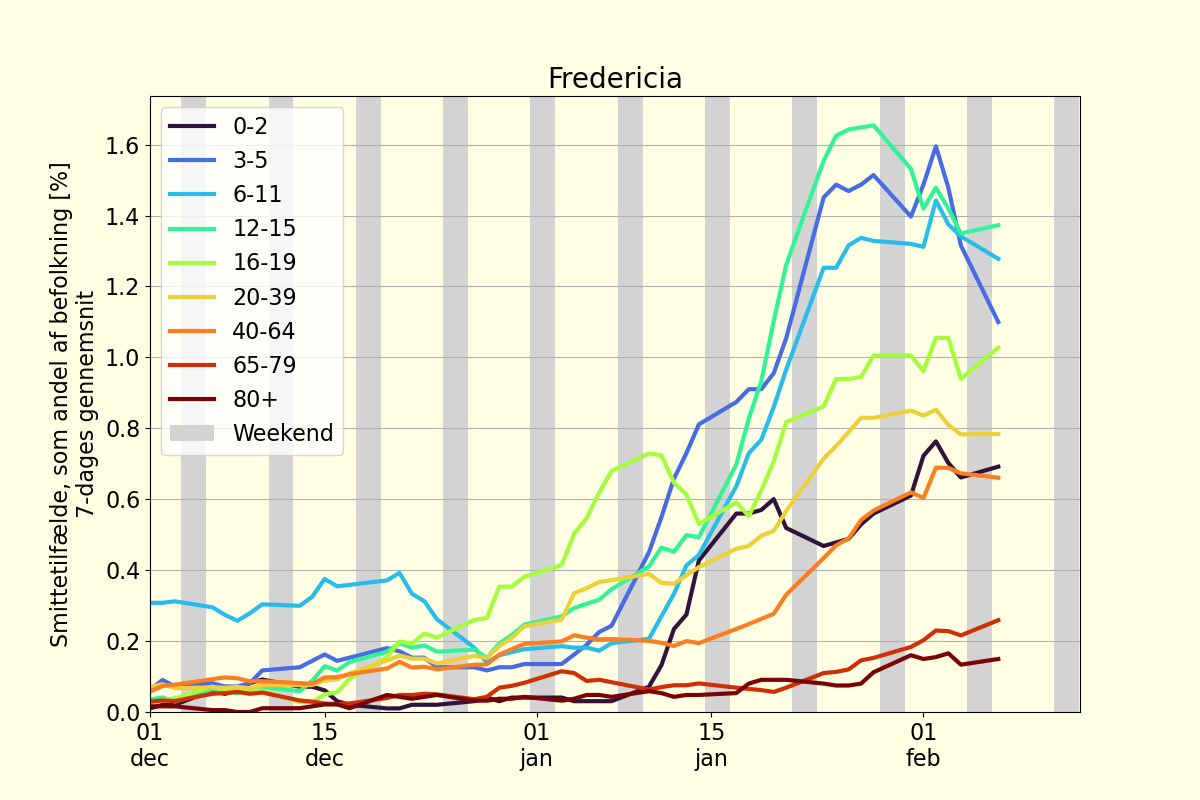 Fredericia
Smittetilfælde, som andel af befolkning [%]
7-dages gennemsnit
1.6
1.4
1.2
1.0
0.8
0.6
0.4
0.2
0.0
0-2
3-5
6-11
12-15
16-19
20-39
40-64
65-79
80+
Weekend
01
dec
15
dec
01
jan
15
jan
01
feb